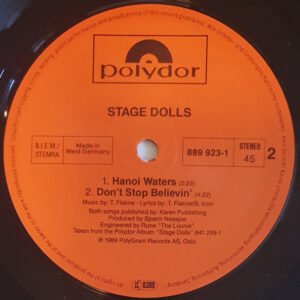 polydor
STAGE DOLLS
B.I.E.M./
STEMRA
Made in
West Germany
889 923-1
STEREO
45
2
1. Hanoi Waters (3:22)
2. Don't Stop Believin' (4:22)
Music by: T. Flakne - Lyrics by: T. Flakne/B. Icon
Both songs published by: Karen Publishing
Produced by Bjoern Nessjoe
Engineered by Rune "The Loonie"
Taken from the Polydor Album "Stage Dolls" 841 259-1
℗ 1989 PolyGram Records AS, Oslo
LC 0309